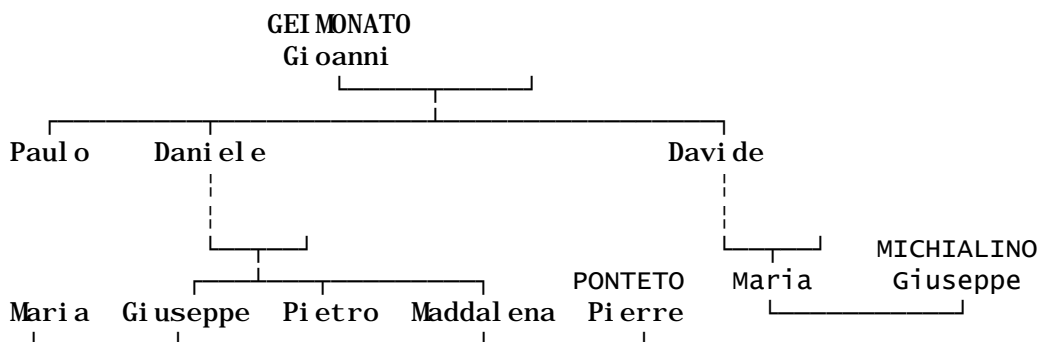 GEIMONATO
Gioanni
Paulo Daniele Davide
MICHIALINO
PONTETO Maria Giuseppe
Maria Giuseppe Pietro Maddalena Pierre